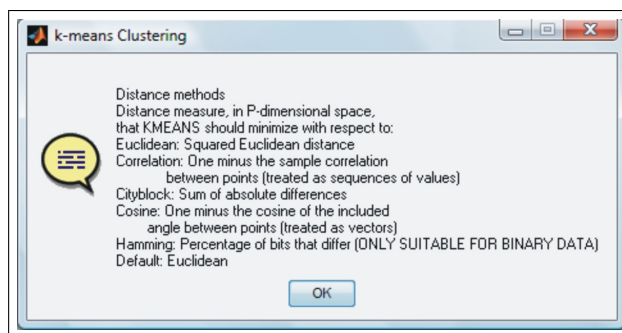 k-means Clustering
Distance methods
Distance measure, in P-dimensional space,
that KMEANS should minimize with respect to:
Euclidean: Squared Euclidean distance
Correlation: One minus the sample correlation
between points (treated as sequences of values)
Cityblock: Sum of absolute differences
Cosine: One minus the cosine of the included
angle between points (treated as vectors)
Hamming: Percentage of bits that differ (ONLY SUITABLE FOR BINARY DATA)
Default: Euclidean
OK